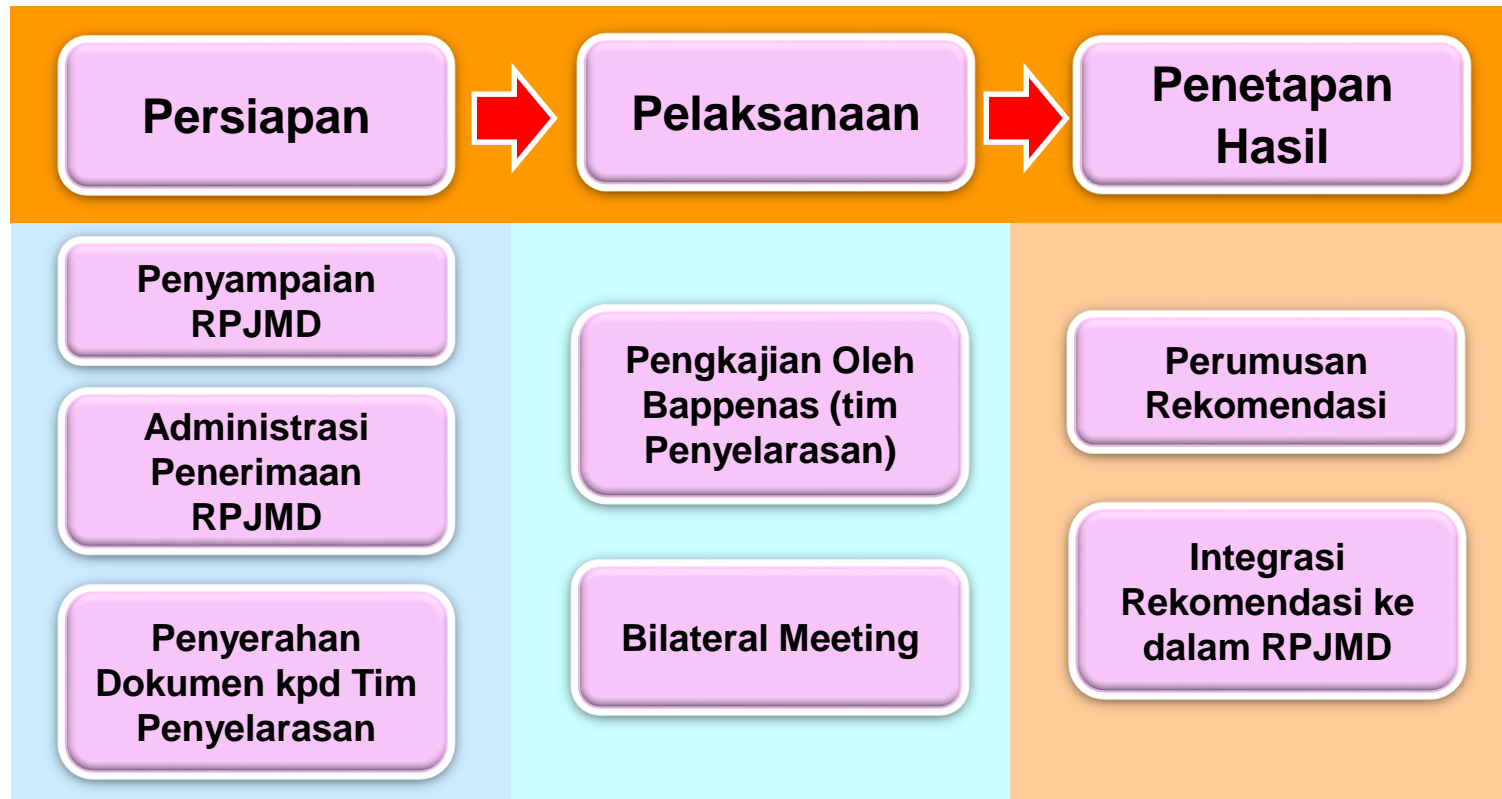 Persiapan
Pelaksanaan
Penetapan
Hasil
Penyampaian
RPJMD
Administrasi
Penerimaan
RPJMD
Penyerahan
Dokumen kpd Tim
Penyelarasan
Pengkajian Oleh
Bappenas (tim
Penyelarasan)
Bilateral Meeting
Perumusan
Rekomendasi
Integrasi
Rekomendasi ke
dalam RPJMD